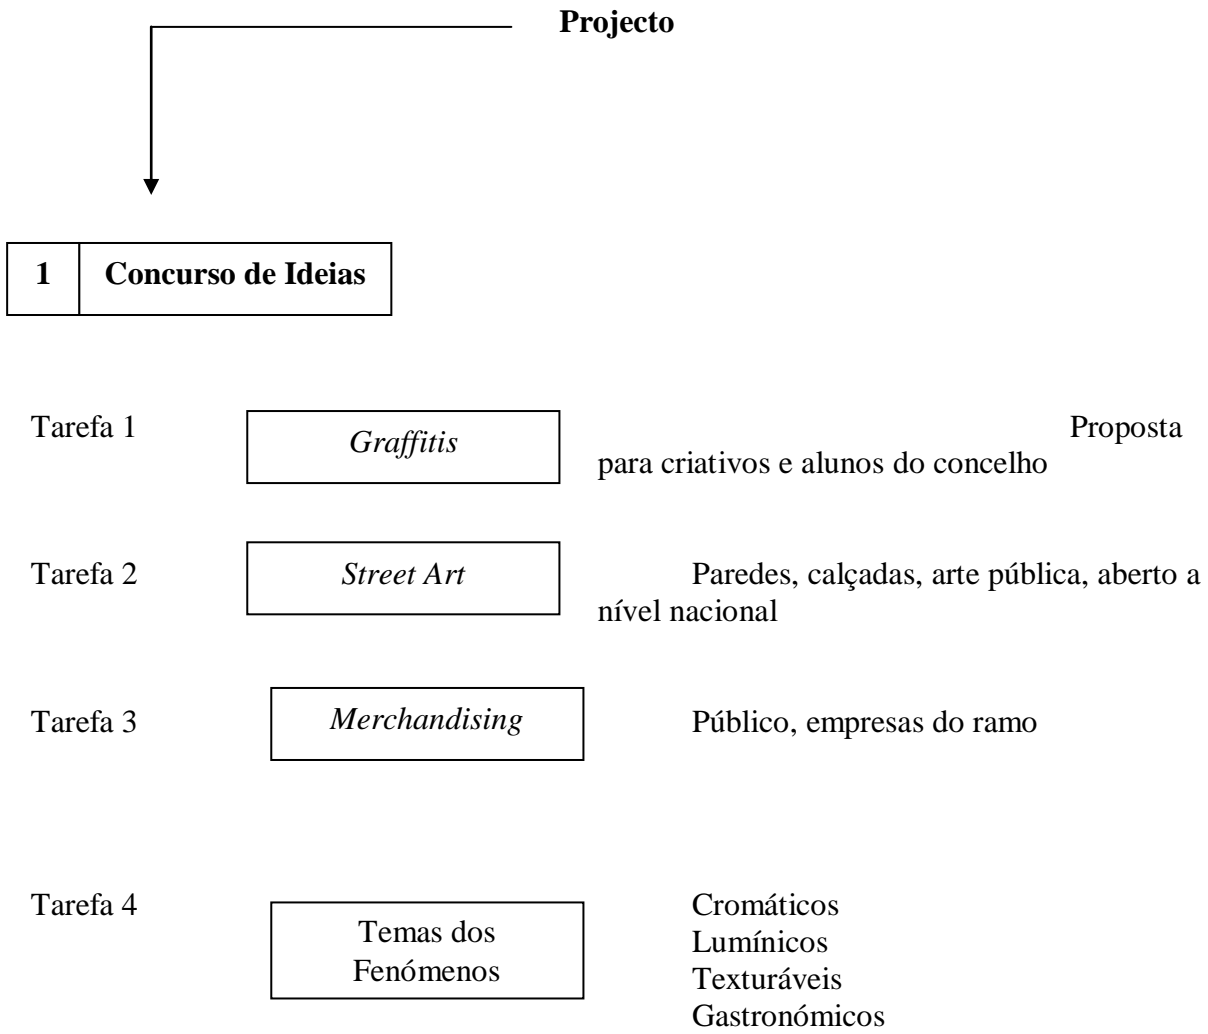 Projecto
1 Concurso de Ideias
Tarefa 1 Graffitis Proposta
para criativos e alunos do concelho
Tarefa 2 Street Art Paredes, calçadas, arte pública, aberto a
nível nacional
Tarefa 3 Merchandising Público, empresas do ramo
Tarefa 4 Cromáticos
Temas dos Lumínicos
Fenómenos Texturáveis
Gastronómicos